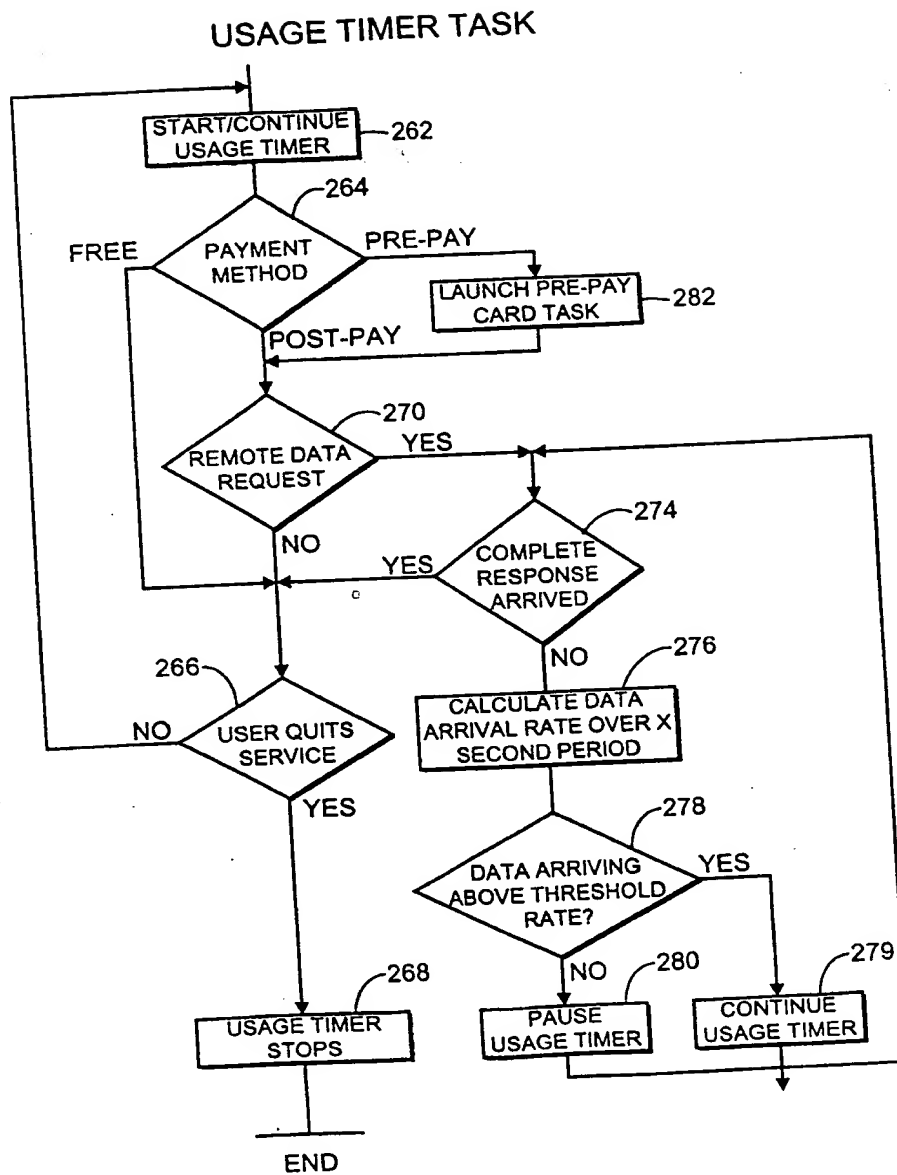 USAGE TIMER TASK
START/CONTINUE
USAGE TIMER
262
264
FREE
PAYMENT
METHOD
PRE-PAY
LAUNCH PRE-PAY
CARD TASK
282
POST-PAY
270
REMOTE DATA
REQUEST
YES
274
NO
YES
COMPLETE
RESPONSE
ARRIVED
NO
276
266
CALCULATE DATA
ARRIVAL RATE OVER X
SECOND PERIOD
NO
USER QUITS
SERVICE
YES
278
DATA ARRIVING
ABOVE THRESHOLD
RATE?
YES
NO
268
280
279
USAGE TIMER
STOPS
PAUSE
USAGE TIMER
CONTINUE
USAGE TIMER
END